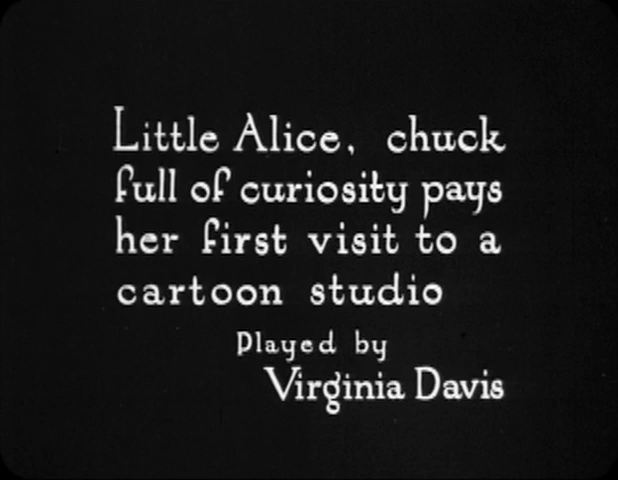 Little Alice, chuck
full of curiosity pays
her first visit to a
cartoon studio
Played by
Virginia Davis